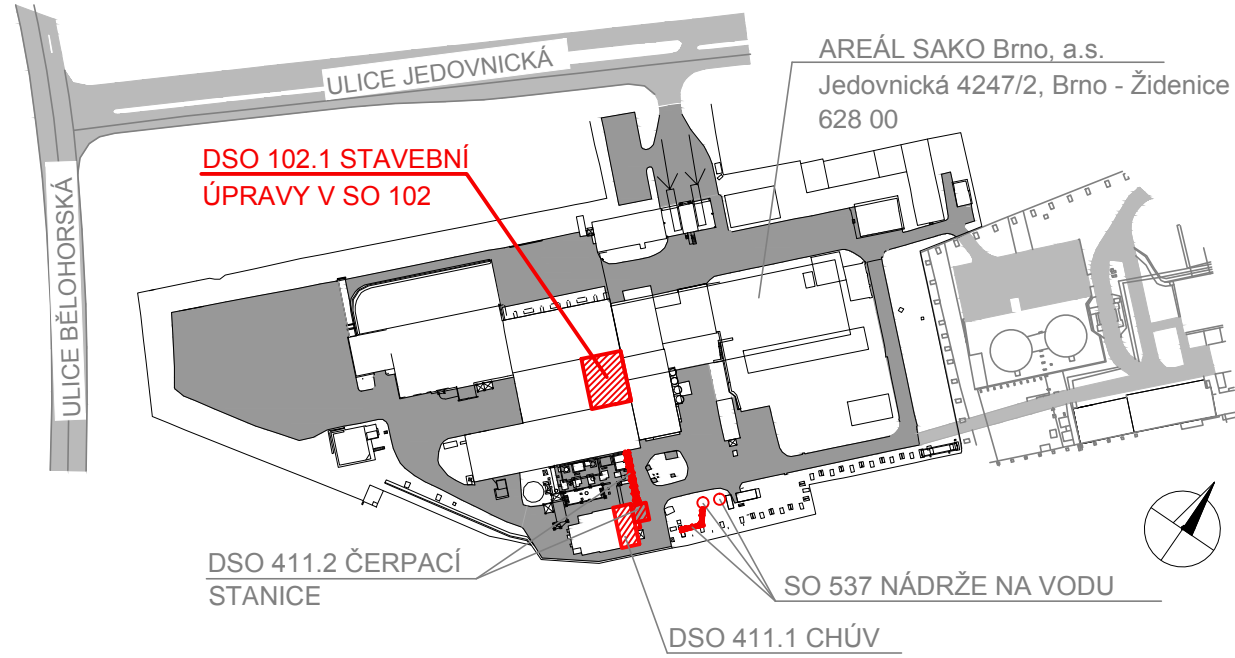 ULICE JEDOVNICKÁ
AREÁL SAKO Brno, a.s.
Jedovnická 4247/2, Brno - Židenice
628 00
DSO 102.1 STAVEBNÍ
ÚPRAVY V SO 102
ULICE BĚLOHORSKÁ
DSO 411.2 ČERPACÍ
STANICE
SO 537 NÁDRŽE NA VODU
DSO 411.1 CHÚV